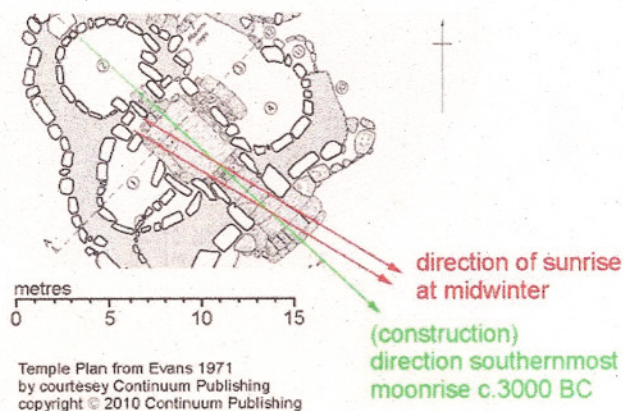 direction of sunrise
at midwinter
metres
0 5 10 15
(construction)
direction southernmost
moonrise c.3000 BC
Temple Plan from Evans 1971
by courtesey Continuum Publishing
copyright © 2010 Continuum Publishing